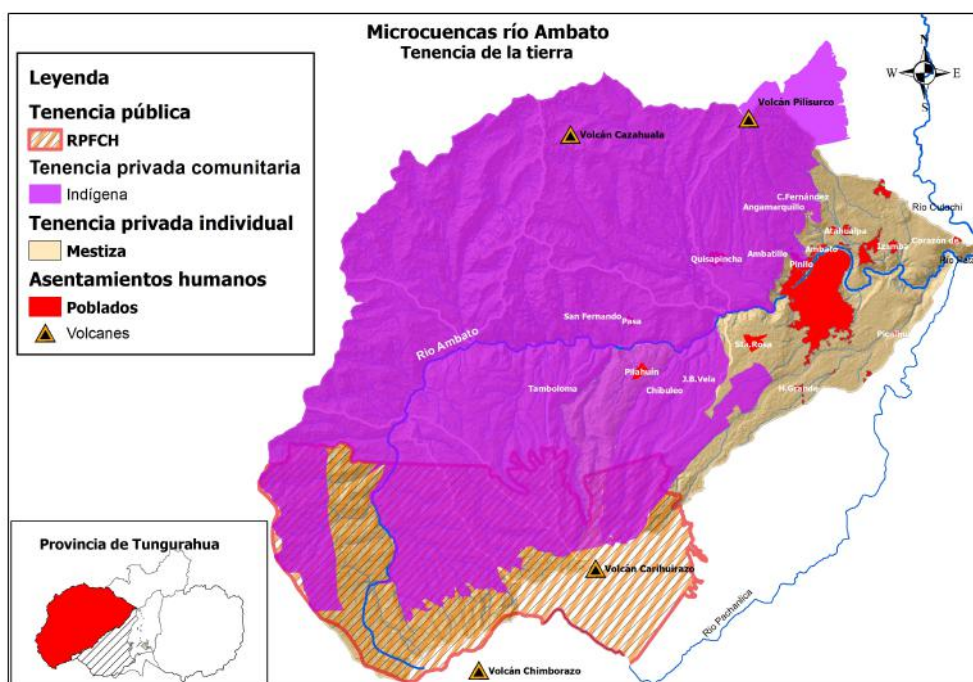 Microcuencas río Ambato
Tenencia de la tierra
Leyenda
Tenencia pública
RPFCH
Tenencia privada comunitaria
Indígena
Tenencia privada individual
Mestiza
Asentamientos humanos
Poblados
Volcanes
N
W E
S
Volcán Pilisurco
Volcán Cazahuala
C.Fernández
Angamarquillo
Río Culachi
Atahualpa
Izamba
Corazón de
Ambatillo
Ambato
Quisapincha
Pinllo
San Fernando
Pasa
Río Ambato
Sta.Rosa
Pilahuin
Tamboloma
Chibuleo
J.B.Vela
H.Grande
Volcán Carihuirazo
Río Pachanlica
Volcán Chimborazo
Provincia de Tungurahua